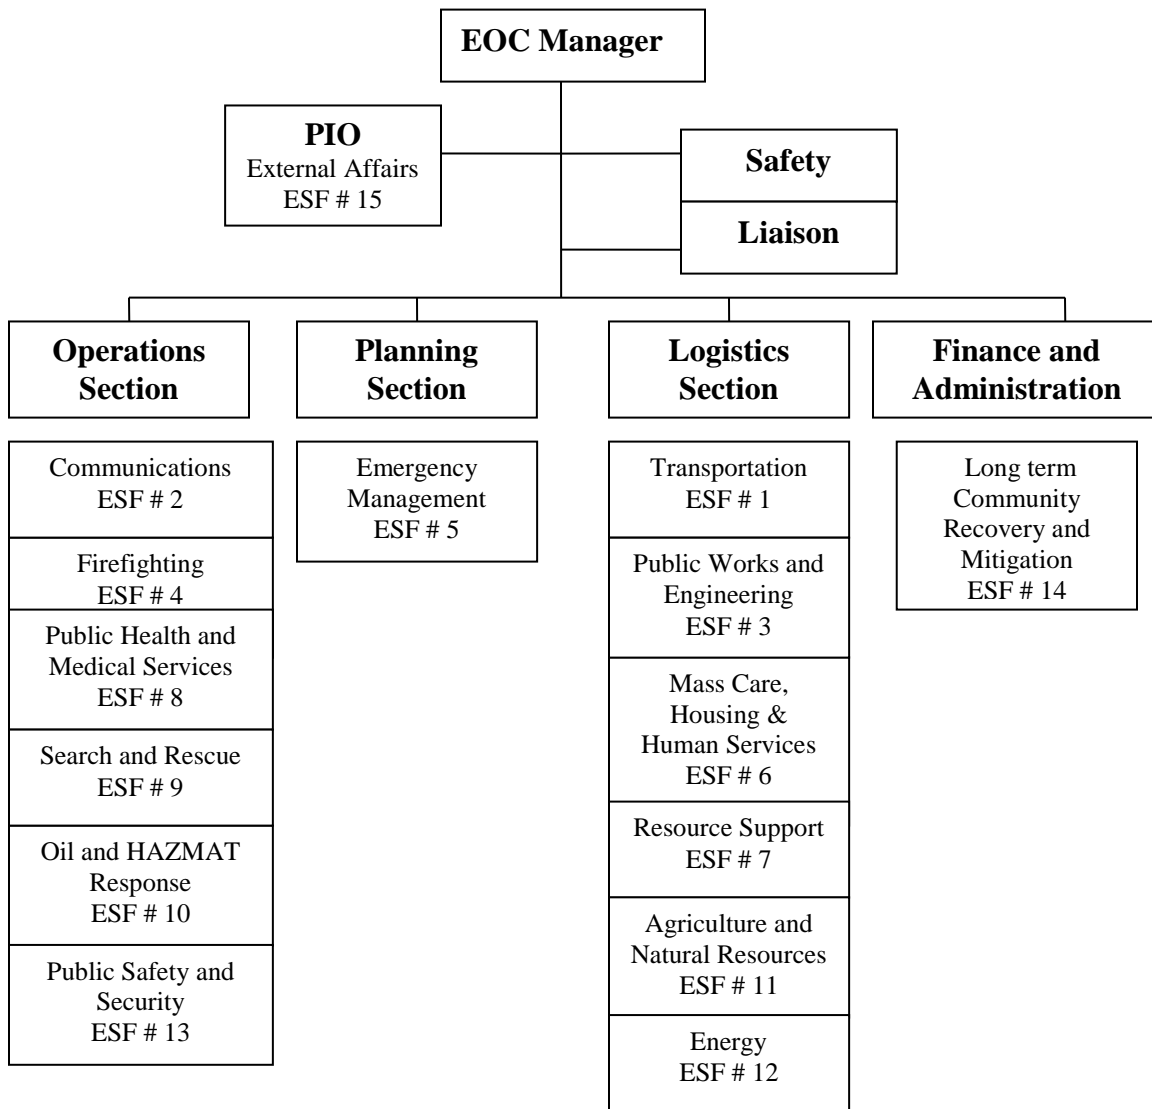 EOC Manager
PIO
External Affairs
ESF # 15
Safety
Liaison
Operations
Section
Planning
Section
Logistics
Section
Finance and
Administration
Communications
ESF # 2
Firefighting
ESF # 4
Public Health and
Medical Services
ESF # 8
Search and Rescue
ESF # 9
Oil and HAZMAT
Response
ESF # 10
Public Safety and
Security
ESF # 13
Emergency
Management
ESF # 5
Transportation
ESF # 1
Public Works and
Engineering
ESF # 3
Mass Care,
Housing &
Human Services
ESF # 6
Resource Support
ESF # 7
Agriculture and
Natural Resources
ESF # 11
Energy
ESF # 12
Long term
Community
Recovery and
Mitigation
ESF # 14